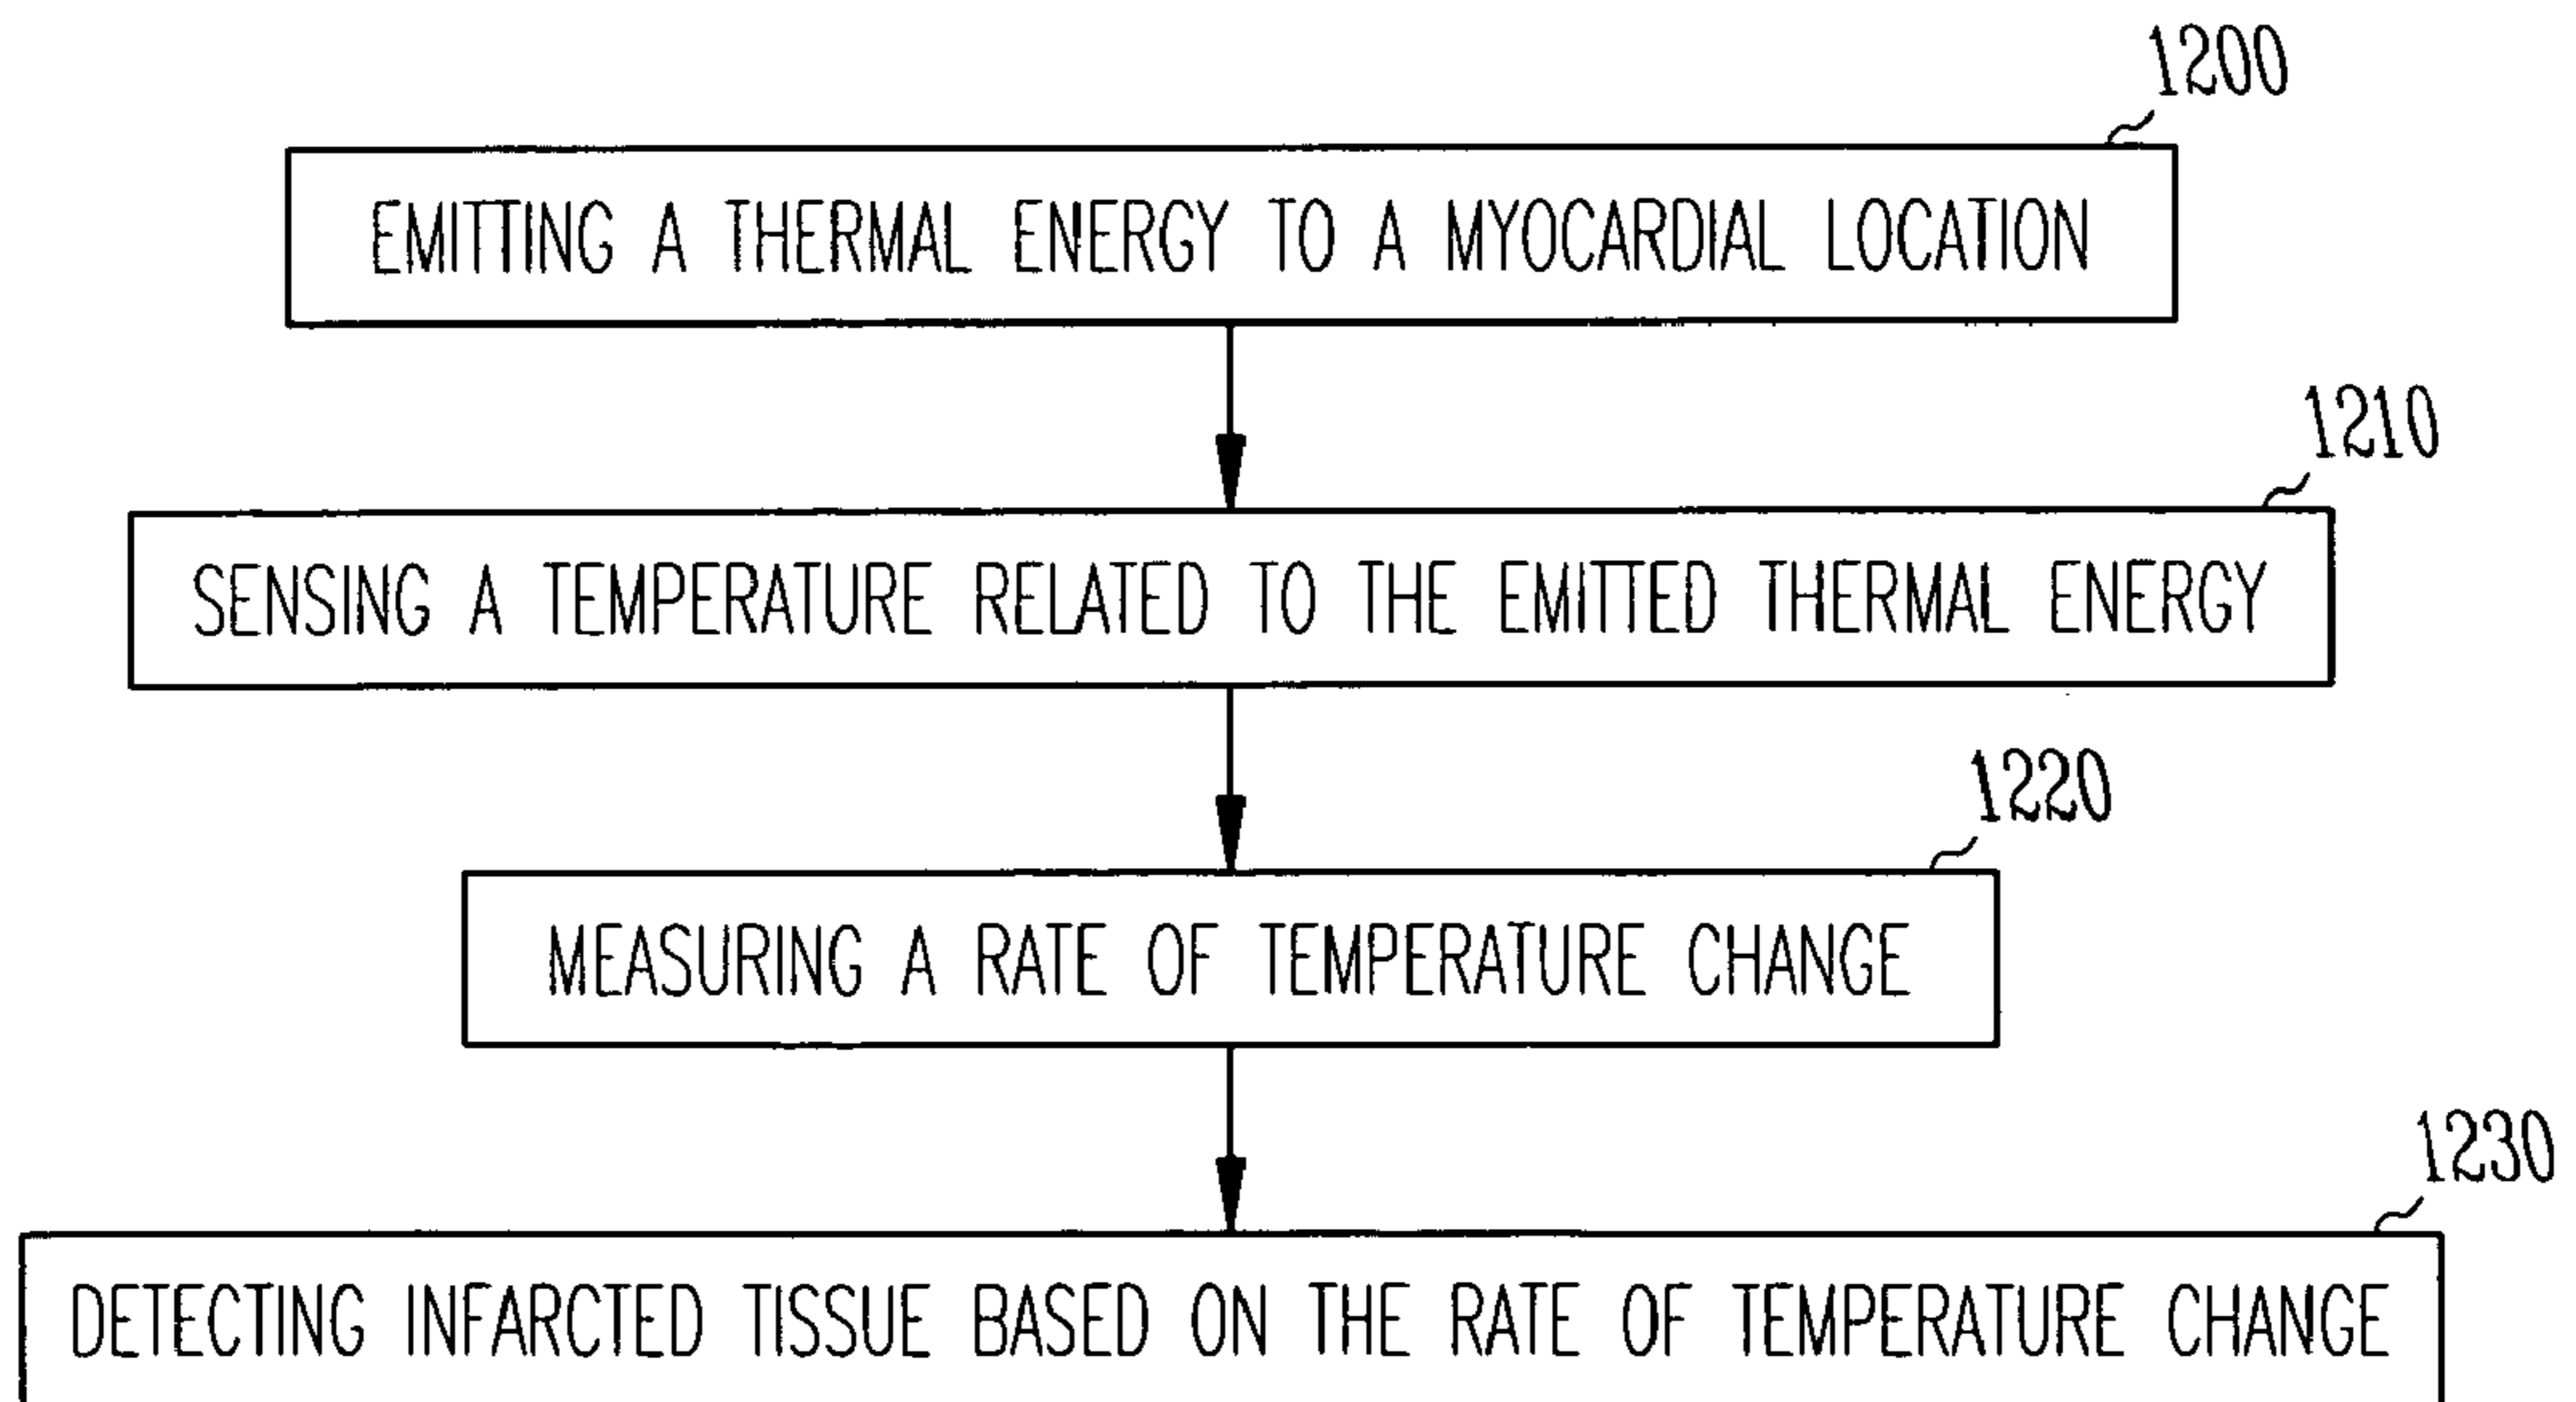 1200
EMITTING A THERMAL ENERGY TO A MYOCARDIAL LOCATION
1210
SENSING A TEMPERATURE RELATED TO THE EMITTED THERMAL ENERGY
1220
MEASURING A RATE OF TEMPERATURE CHANGE
1230
DETECTING INFARCTED TISSUE BASED ON THE RATE OF TEMPERATURE CHANGE